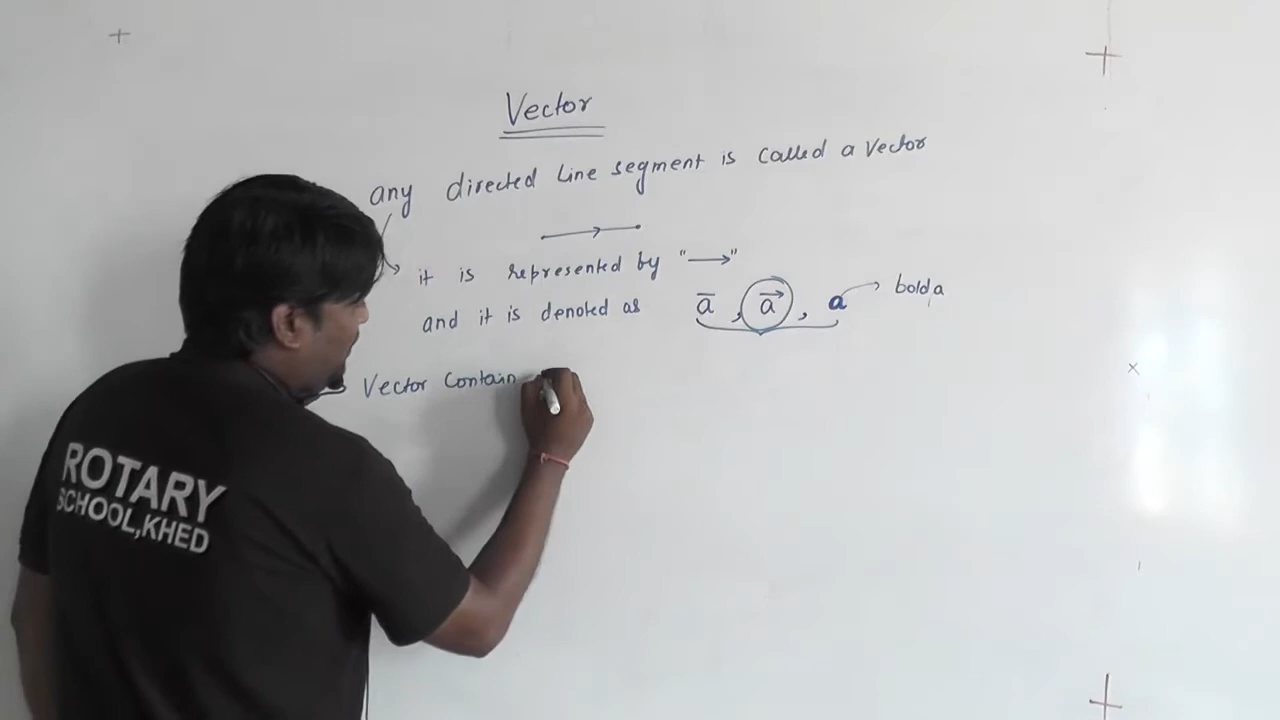 Vector
any directed line segment is called a vector
it is represented by "⟶"
and it is denoted as a̅ , a⃗ , a → bold a
Vector Contain
ROTARY
SCHOOL,KHED